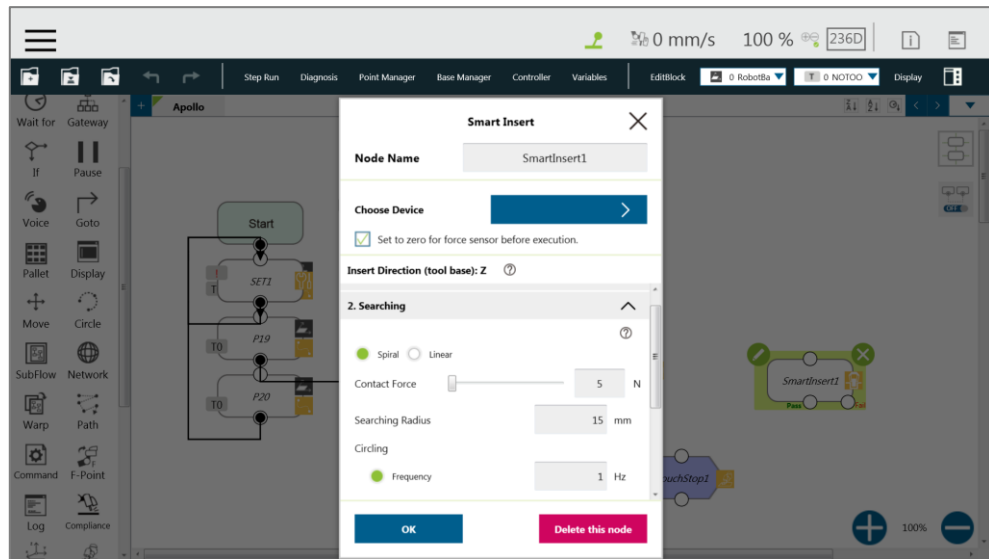 0 mm/s 100 % 236D
Step Run Diagnosis Point Manager Base Manager Controller Variables EditBlock 0 RobotBa T 0 NOTOO Display
Wait for Gateway
Apollo
If Pause
Voice Goto
Pallet Display
Move Circle
SubFlow Network
Warp Path
Command F-Point
Log Compliance
Start
! T SET1
T0 P19
T0 P20
Smart Insert
Node Name SmartInsert1
Choose Device
Set to zero for force sensor before execution.
Insert Direction (tool base): Z ?
2. Searching
?
Spiral Linear
Contact Force 5 N
Searching Radius 15 mm
Circling
Frequency 1 Hz
OK Delete this node
OFF
SmartInsert1
Pass Fail
ouchStop1
100%